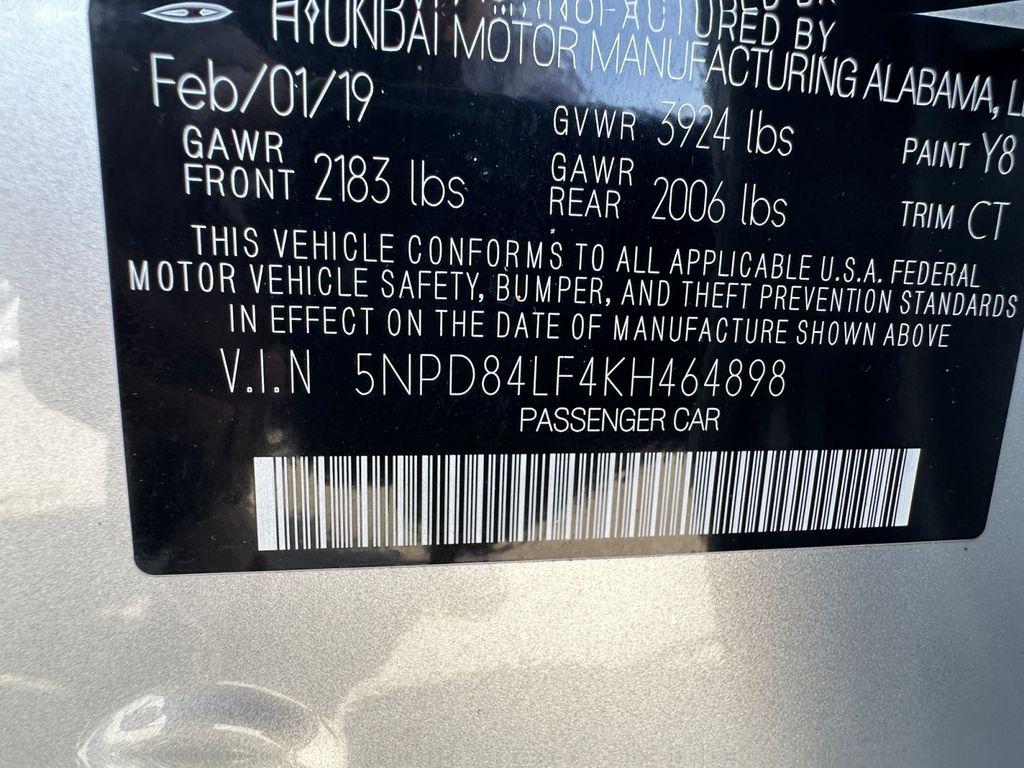 HYUNDAI MOTOR MANUFACTURING ALABAMA,
Feb/01/19
GVWR 3924 lbs
PAINT Y8
GAWR FRONT 2183 lbs
GAWR REAR 2006 lbs
TRIM CT
THIS VEHICLE CONFORMS TO ALL APPLICABLE U.S.A. FEDERAL
MOTOR VEHICLE SAFETY, BUMPER, AND THEFT PREVENTION STANDARDS
IN EFFECT ON THE DATE OF MANUFACTURE SHOWN ABOVE
V.I.N 5NPD84LF4KH464898
PASSENGER CAR